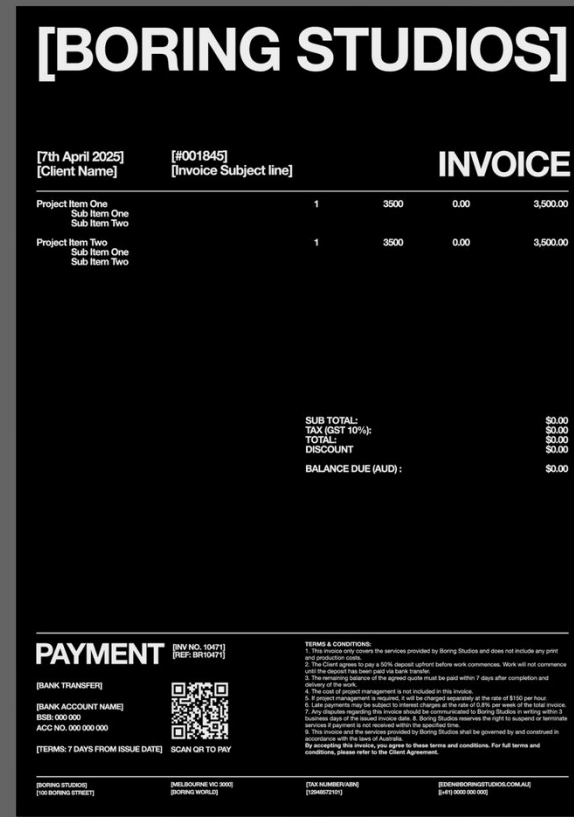 [BORING STUDIOS]
[7th April 2025]
[Client Name]
[#001845]
[Invoice Subject line]
INVOICE
Project Item One 1 3500 0.00 3,500.00
Sub Item One
Sub Item Two
Project Item Two 1 3500 0.00 3,500.00
Sub Item One
Sub Item Two
SUB TOTAL: $0.00
TAX (GST 10%): $0.00
TOTAL: $0.00
DISCOUNT $0.00
BALANCE DUE (AUD) : $0.00
PAYMENT
[INV NO. 10471]
[REF: BR10471]
[BANK TRANSFER]
[BANK ACCOUNT NAME]
BSB: 000 000
ACC NO. 000 000 000
[TERMS: 7 DAYS FROM ISSUE DATE]
SCAN QR TO PAY
TERMS & CONDITIONS:
1. This invoice only covers the services provided by Boring Studios and does not include any print
and production costs.
2. The Client agrees to pay a 50% deposit upfront before work commences. Work will not commence
until the deposit has been paid via bank transfer.
3. The remaining balance of the agreed quote must be paid within 7 days after completion and
delivery of the work.
4. The cost of project management is not included in this invoice.
5. If project management is required, it will be charged separately at the rate of $150 per hour.
6. Late payments may be subject to interest charges at the rate of 0.8% per week of the total invoice.
7. Any disputes regarding this invoice should be communicated to Boring Studios in writing within 3
business days of the issued invoice date. 8. Boring Studios reserves the right to suspend or terminate
services if payment is not received within the specified time.
9. This invoice and the services provided by Boring Studios shall be governed by and construed in
accordance with the laws of Australia.
By accepting this invoice, you agree to these terms and conditions. For full terms and
conditions, please refer to the Client Agreement.
[BORING STUDIOS]
[100 BORING STREET]
[MELBOURNE VIC 3000]
[BORING WORLD]
[TAX NUMBER/ABN]
[12948572101]
[EDEN@BORINGSTUDIOS.COM.AU]
[(+61) 0000 000 000]